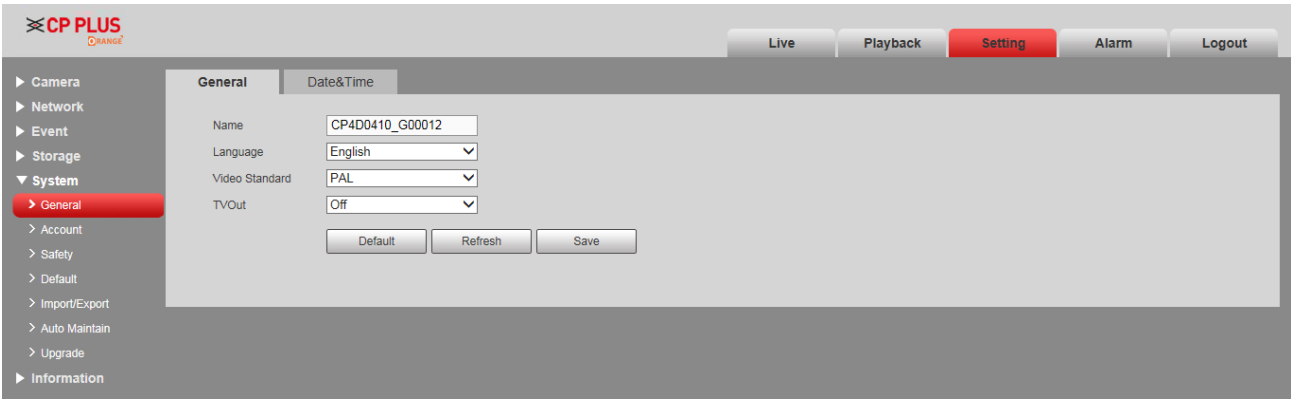 CP PLUS
ORANGE
Live Playback Setting Alarm Logout
Camera
Network
Event
Storage
System
General
Account
Safety
Default
Import/Export
Auto Maintain
Upgrade
Information
General Date&Time
Name CP4D0410_G00012
Language English
Video Standard PAL
TVOut Off
Default Refresh Save